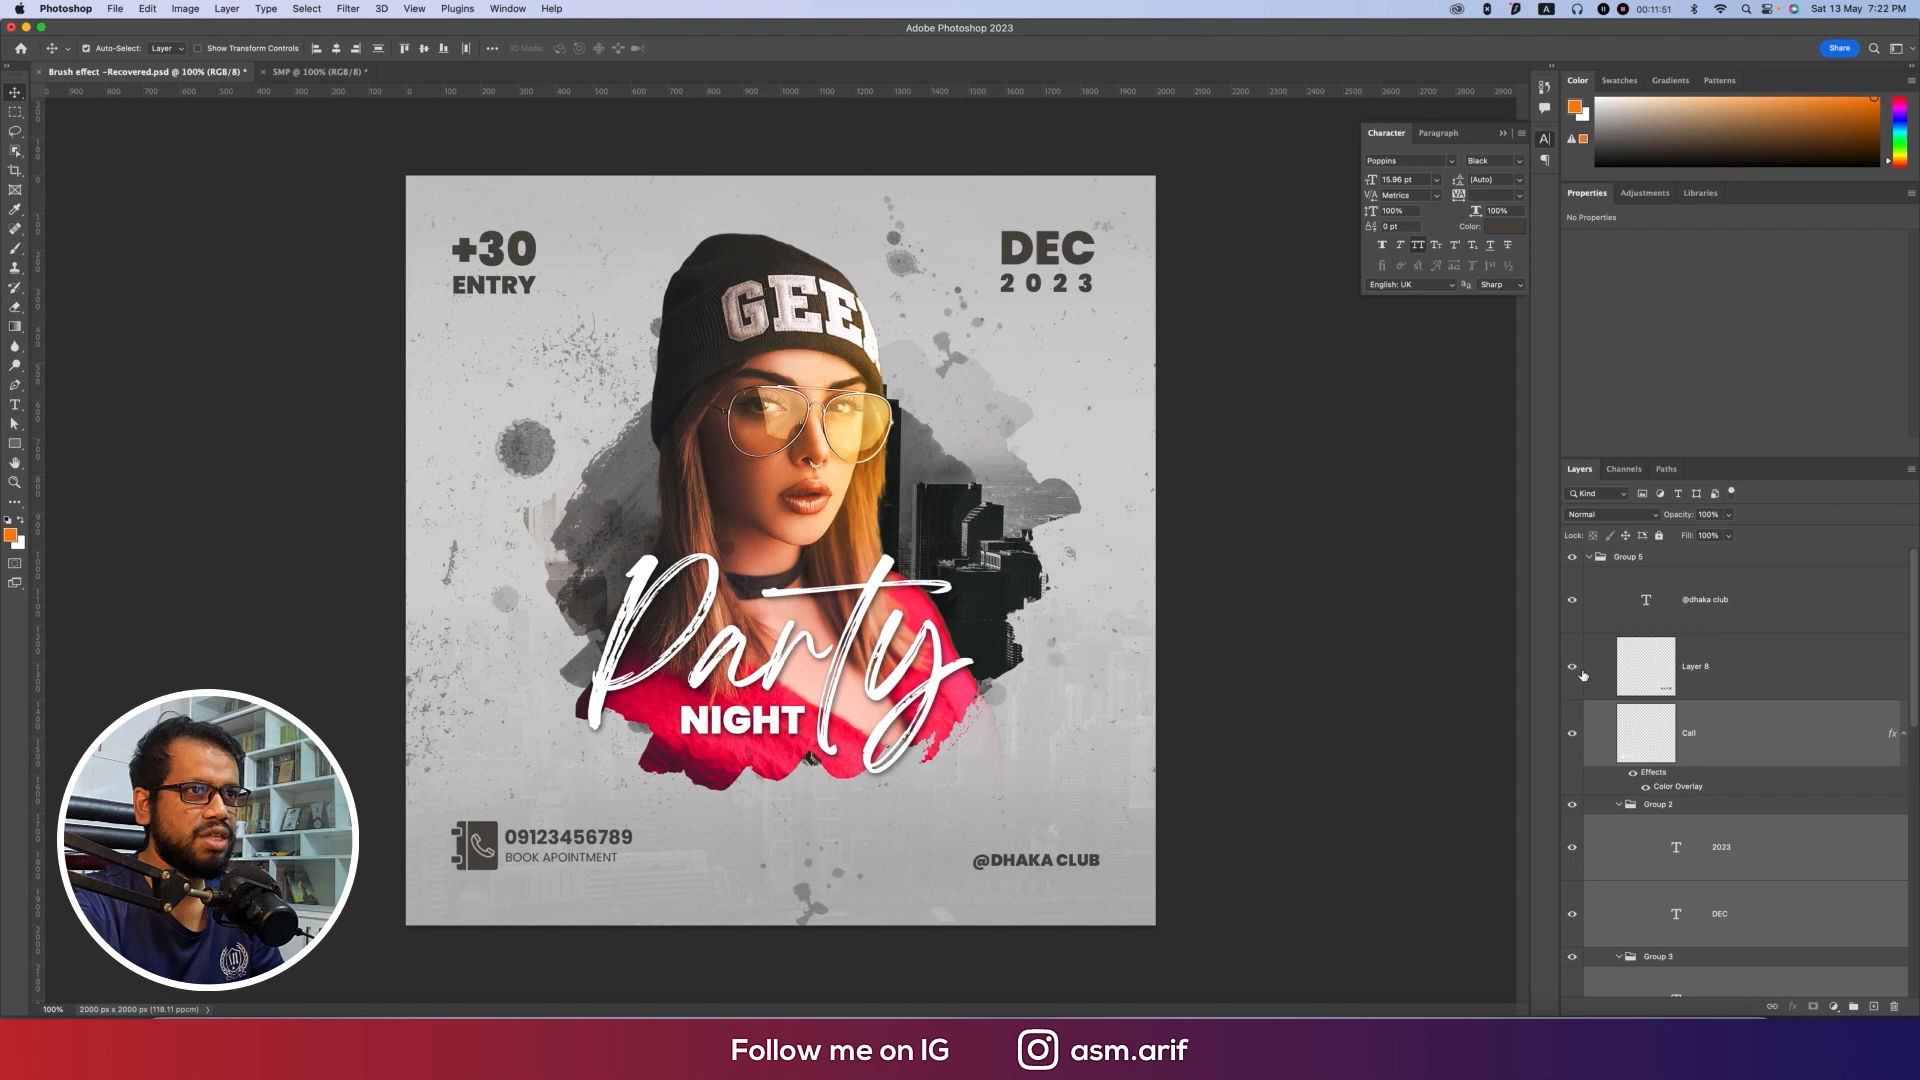 Photoshop File Edit Image Layer Type Select Filter 3D View Plugins Window Help
00:11:51 Sat 13 May 7:22 PM
Adobe Photoshop 2023
Auto-Select: Layer Show Transform Controls 3D Mode: Share
Brush effect -Recovered.psd @ 100% (RGB/8) * SMP @ 100% (RGB/8) *
Color Swatches Gradients Patterns
Character Paragraph
Poppins Black
15.96 pt (Auto)
Metrics
100% 100%
0 pt Color:
English: UK Sharp
Properties Adjustments Libraries
No Properties
+30
ENTRY
DEC
2023
GEE
Party
NIGHT
09123456789
BOOK APOINTMENT
@DHAKA CLUB
Layers Channels Paths
Kind
Normal Opacity: 100%
Lock: Fill: 100%
Group 5
@dhaka club
Layer 8
Call fx
Effects
Color Overlay
Group 2
2023
DEC
Group 3
100% 2000 px x 2000 px (118.11 ppcm)
Follow me on IG asm.arif